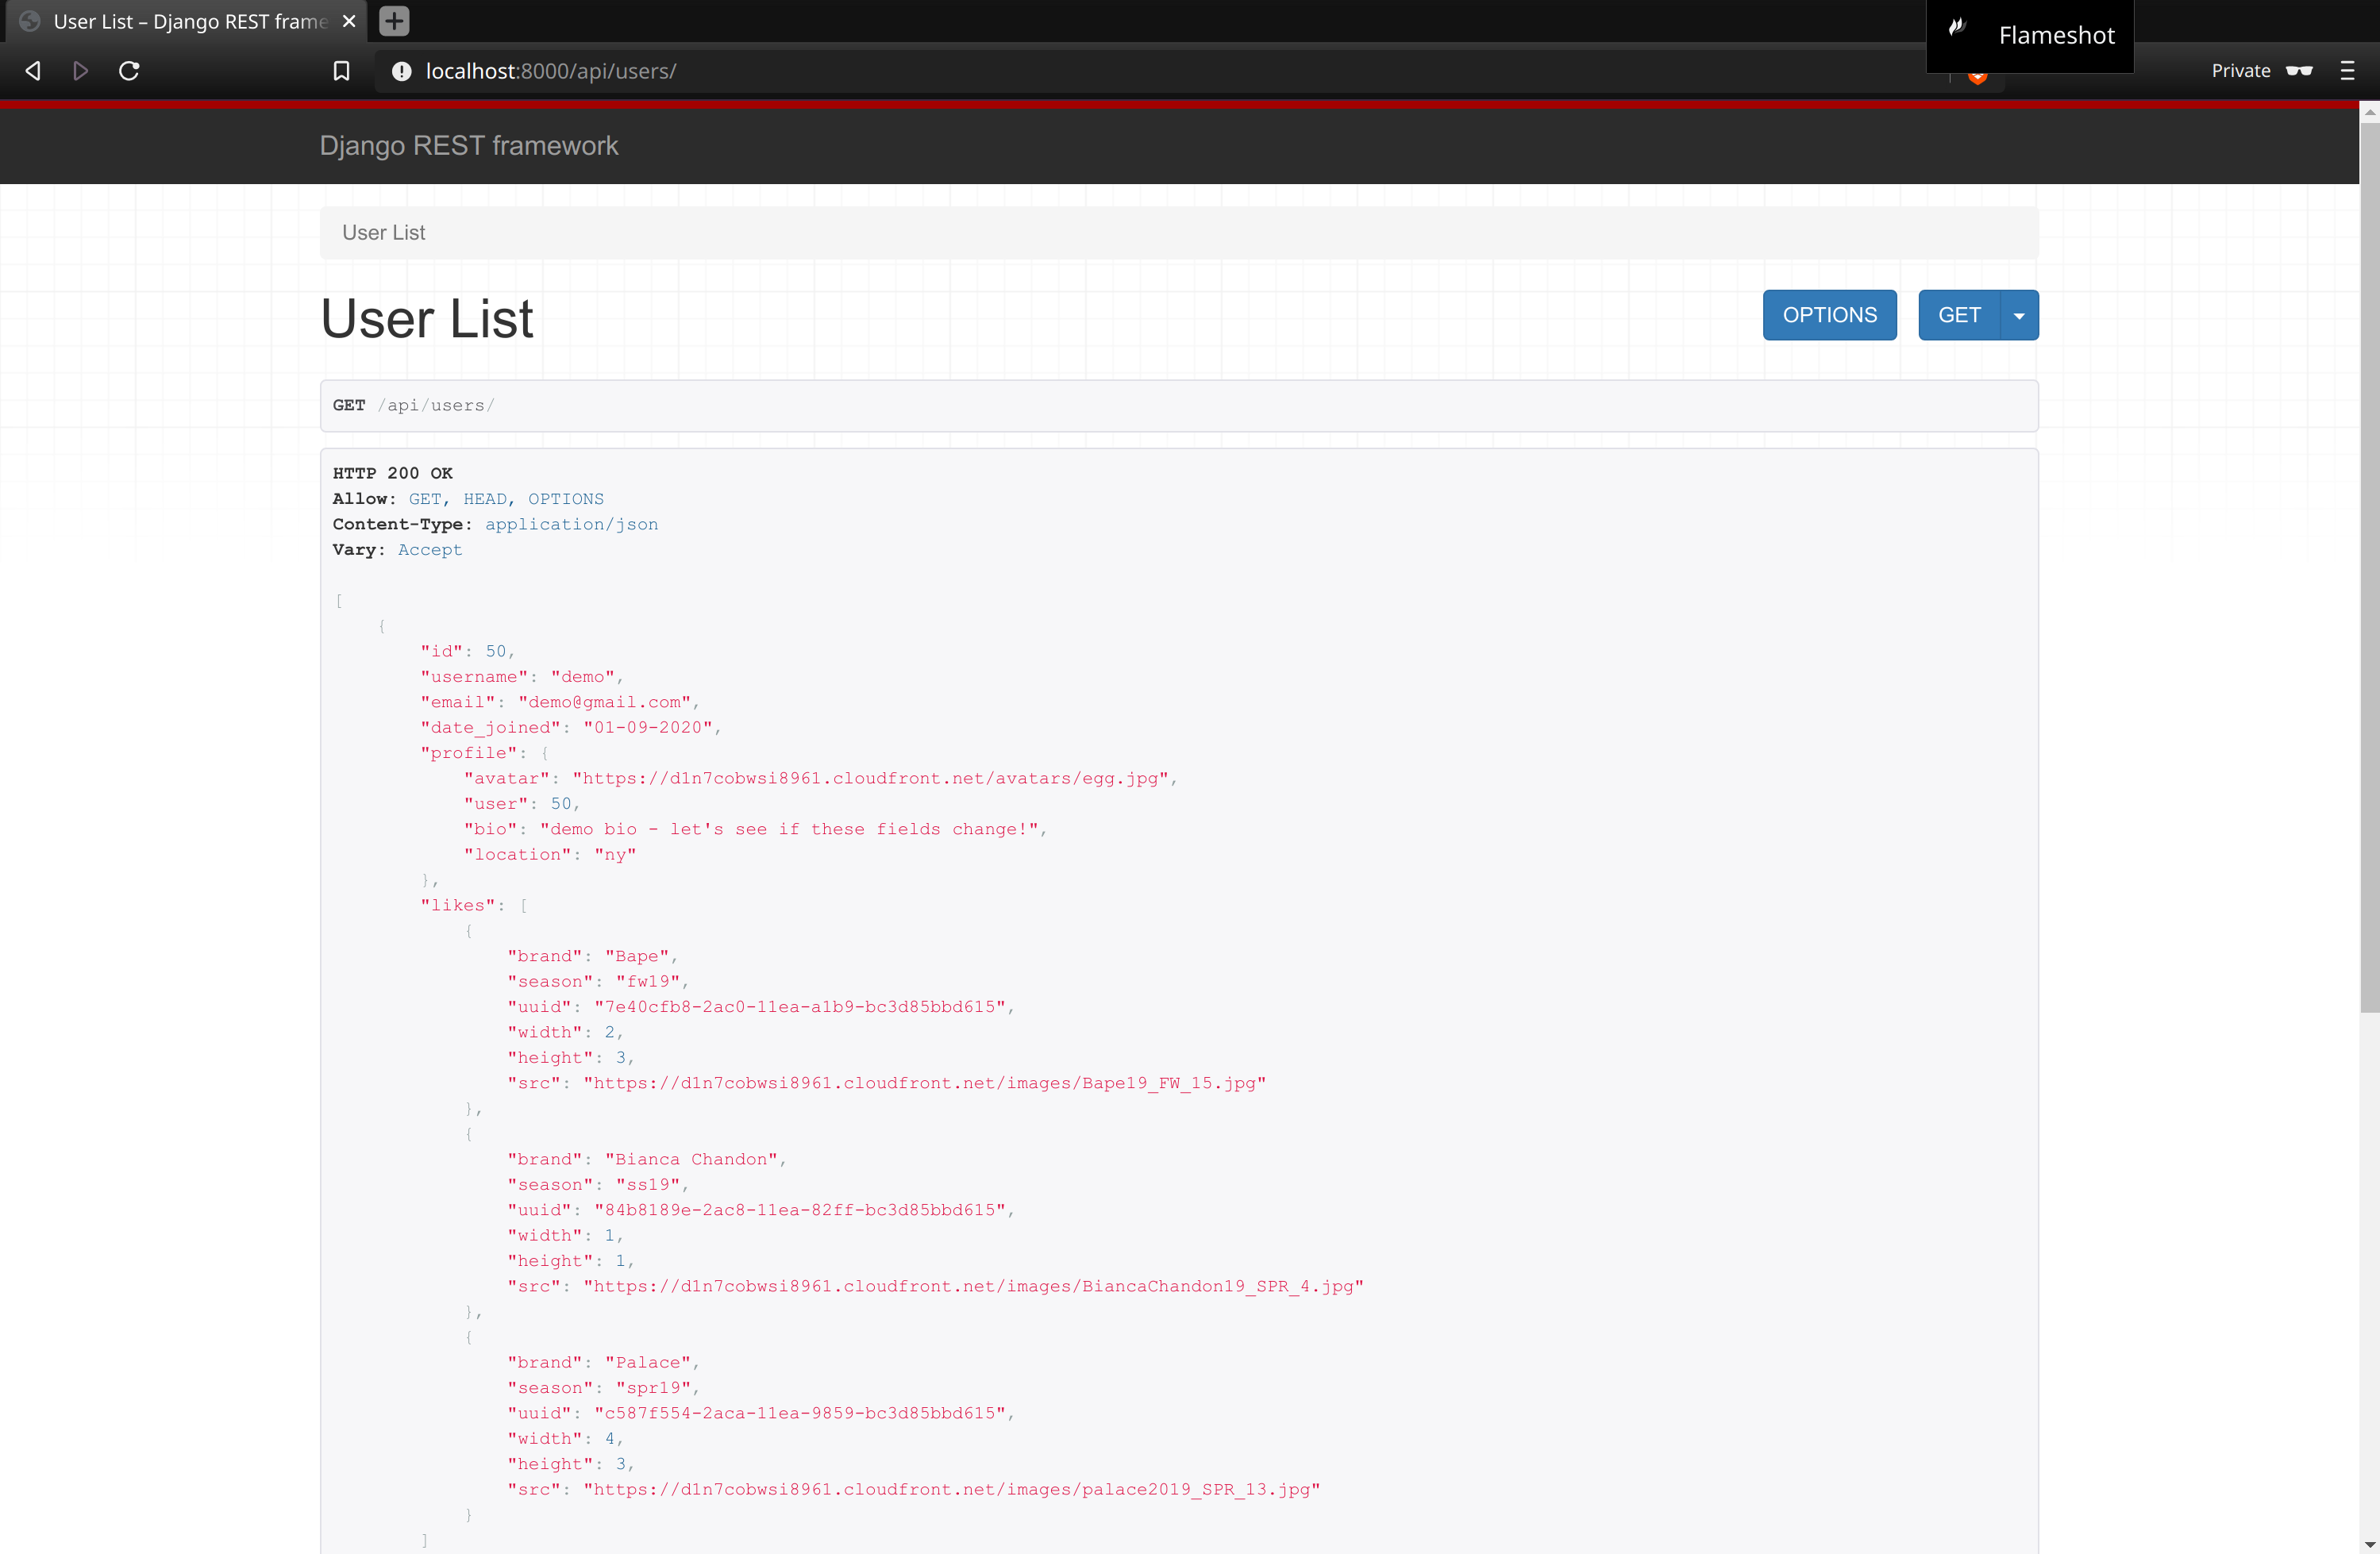 User List – Django REST frame
Flameshot
localhost:8000/api/users/
Private
Django REST framework
User List
User List
OPTIONS
GET
GET /api/users/
HTTP 200 OK
Allow: GET, HEAD, OPTIONS
Content-Type: application/json
Vary: Accept
[
    {
        "id": 50,
        "username": "demo",
        "email": "demo@gmail.com",
        "date_joined": "01-09-2020",
        "profile": {
            "avatar": "https://d1n7cobwsi8961.cloudfront.net/avatars/egg.jpg",
            "user": 50,
            "bio": "demo bio - let's see if these fields change!",
            "location": "ny"
        },
        "likes": [
            {
                "brand": "Bape",
                "season": "fw19",
                "uuid": "7e40cfb8-2ac0-11ea-a1b9-bc3d85bbd615",
                "width": 2,
                "height": 3,
                "src": "https://d1n7cobwsi8961.cloudfront.net/images/Bape19_FW_15.jpg"
            },
            {
                "brand": "Bianca Chandon",
                "season": "ss19",
                "uuid": "84b8189e-2ac8-11ea-82ff-bc3d85bbd615",
                "width": 1,
                "height": 1,
                "src": "https://d1n7cobwsi8961.cloudfront.net/images/BiancaChandon19_SPR_4.jpg"
            },
            {
                "brand": "Palace",
                "season": "spr19",
                "uuid": "c587f554-2aca-11ea-9859-bc3d85bbd615",
                "width": 4,
                "height": 3,
                "src": "https://d1n7cobwsi8961.cloudfront.net/images/palace2019_SPR_13.jpg"
            }
        ]